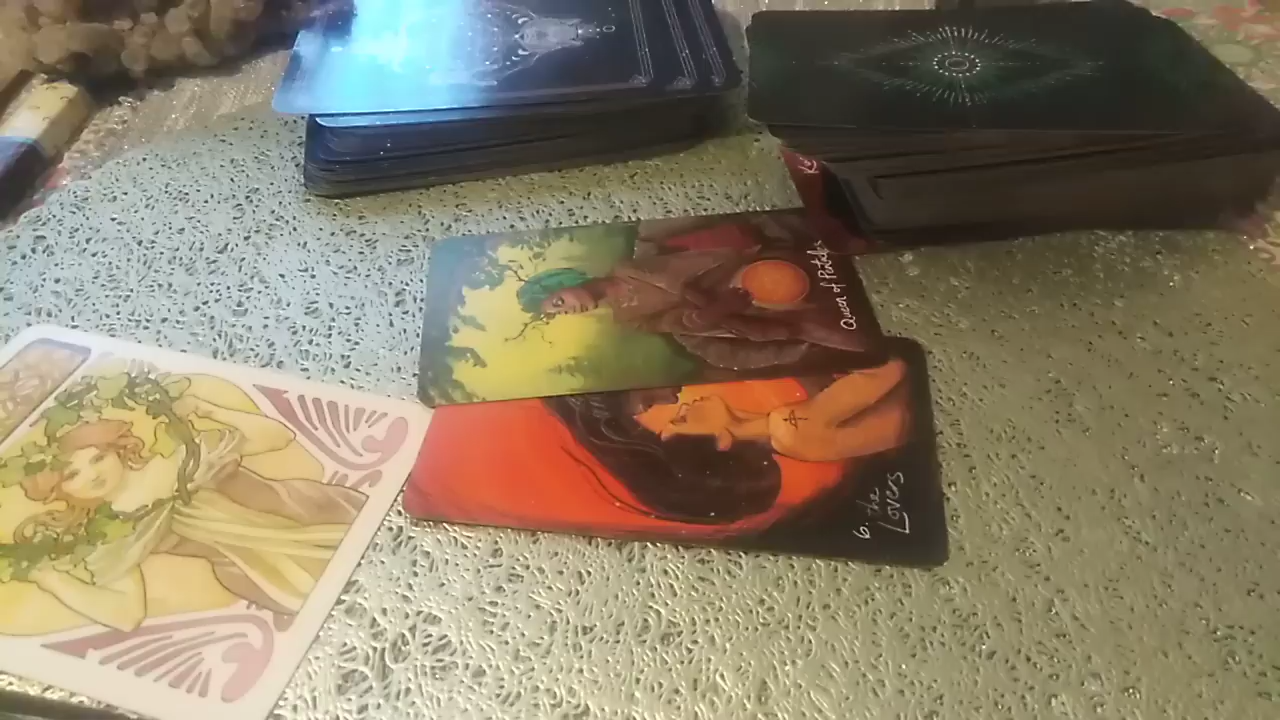 Queen of Pentacles
6. the
Lovers